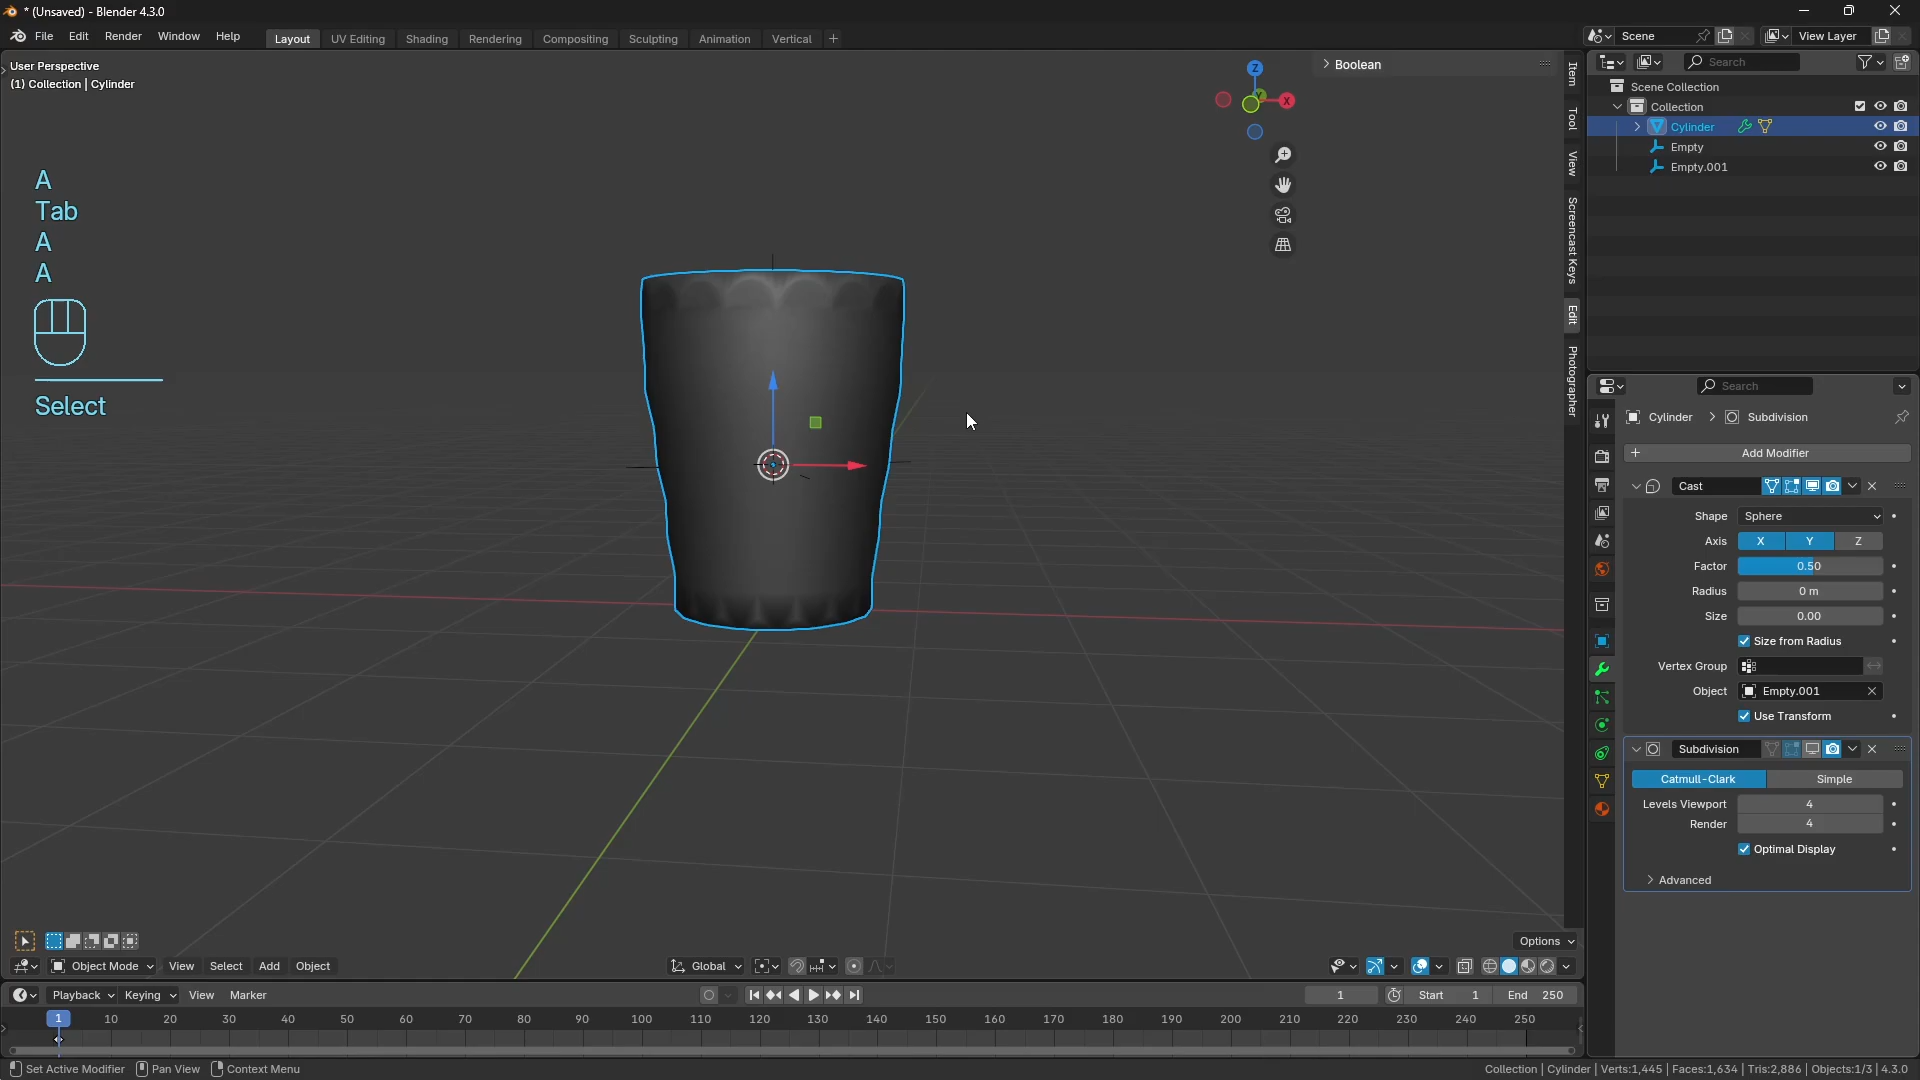 * (Unsaved) - Blender 4.3.0
File Edit Render Window Help Layout UV Editing Shading Rendering Compositing Sculpting Animation Vertical +
Scene View Layer
User Perspective
(1) Collection | Cylinder
Boolean
Z
Y
X
A
Tab
A
A
Select
Item
Tool
View
Screencast Keys
Edit
Photographer
Search
Scene Collection
Collection
Cylinder
Empty
Empty.001
Search
Cylinder > Subdivision
+ Add Modifier
Cast
Shape Sphere
Axis X Y Z
Factor 0.50
Radius 0 m
Size 0.00
Size from Radius
Vertex Group
Object Empty.001
Use Transform
Subdivision
Catmull-Clark Simple
Levels Viewport 4
Render 4
Optimal Display
Advanced
Options
Object Mode View Select Add Object Global
Playback Keying View Marker 1 Start 1 End 250
1 10 20 30 40 50 60 70 80 90 100 110 120 130 140 150 160 170 180 190 200 210 220 230 240 250
Set Active Modifier Pan View Context Menu Collection | Cylinder | Verts:1,445 | Faces:1,634 | Tris:2,886 | Objects:1/3 | 4.3.0